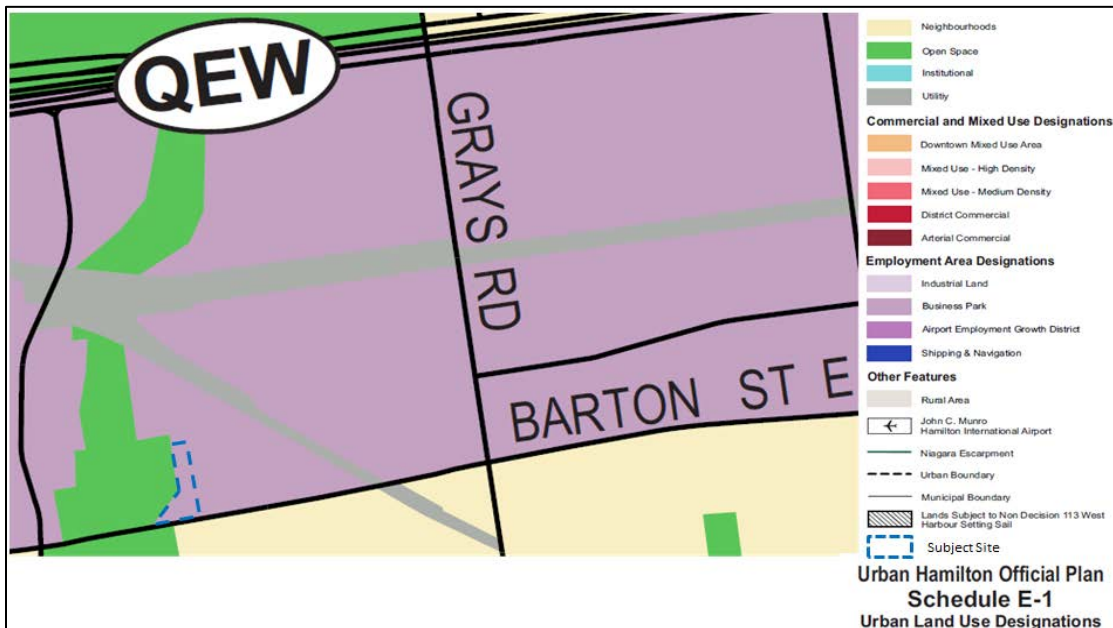 QEW
GRAYS RD
BARTON ST E
Neighbourhoods
Open Space
Institutional
Utilitiy
Commercial and Mixed Use Designations
Downtown Mixed Use Area
Mixed Use - High Density
Mixed Use - Medium Density
District Commercial
Arterial Commercial
Employment Area Designations
Industrial Land
Business Park
Airport Employment Growth District
Shipping & Navigation
Other Features
Rural Area
John C. Munro
Hamilton International Airport
Niagara Escarpment
Urban Boundary
Municipal Boundary
Lands Subject to Non Decision 113 West
Harbour Setting Sail
Subject Site
Urban Hamilton Official Plan
Schedule E-1
Urban Land Use Designations